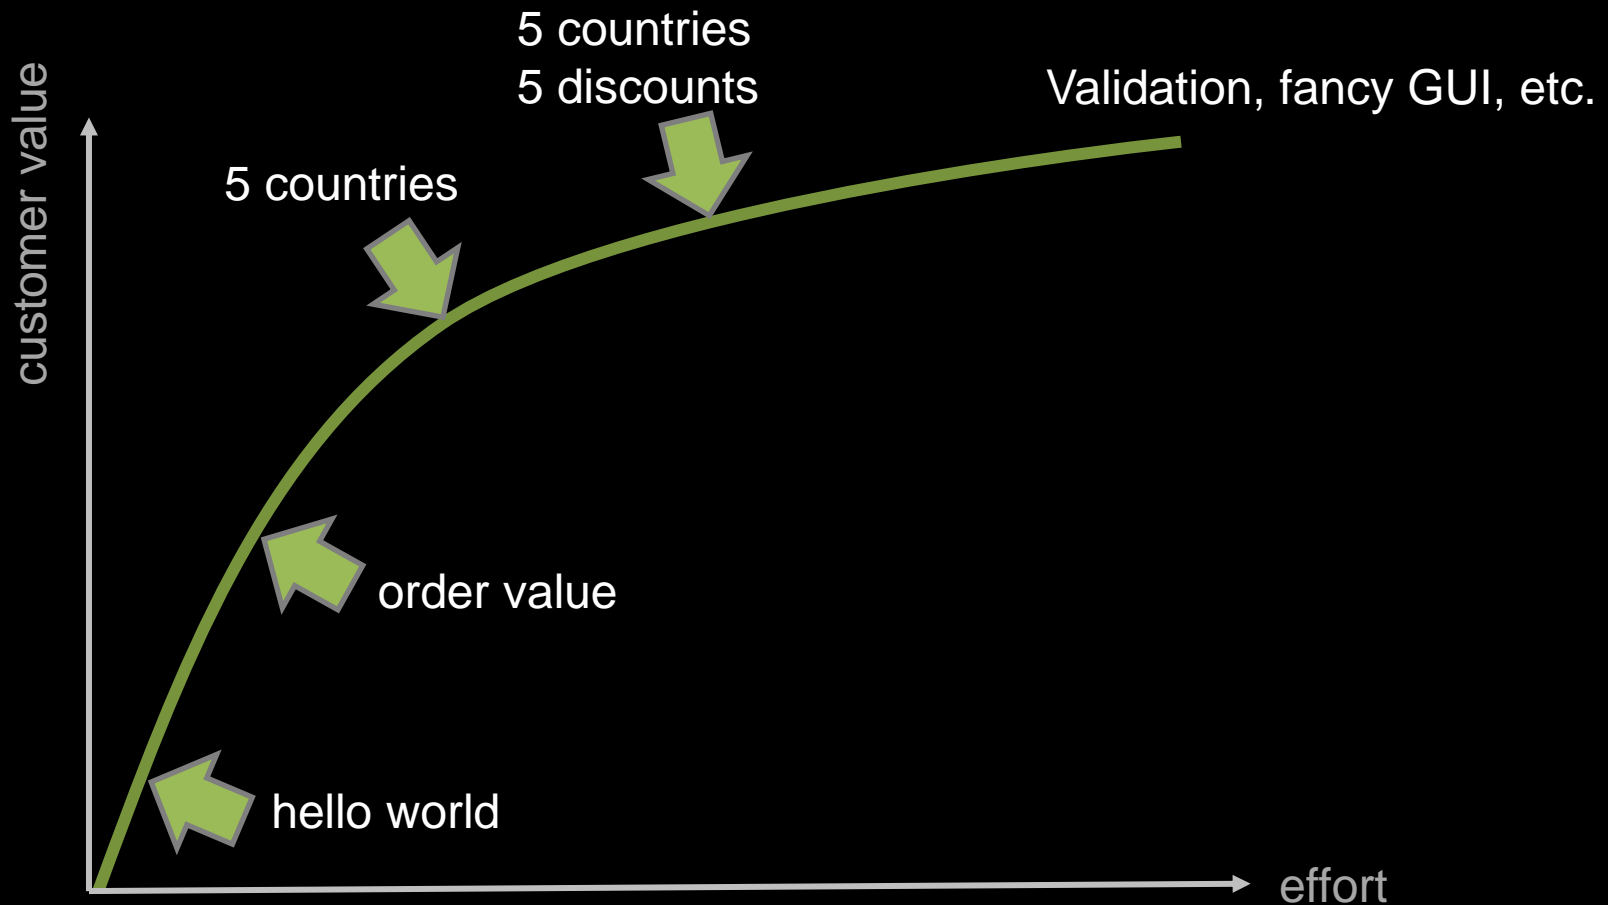 5 countries
5 discounts
Validation, fancy GUI, etc.
customer value
5 countries
order value
hello world
effort